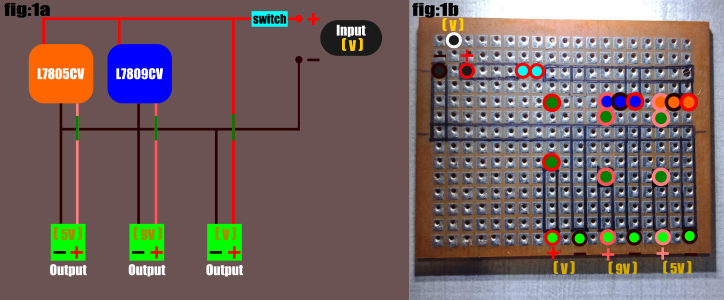 fig:1a
switch
+
Input
(V)
−
L7805CV
L7809CV
(5V)
(9V)
(V)
− +
− +
− +
Output
Output
Output
fig:1b
(V)
− +
+ − + − + −
(V)
(9V)
(5V)